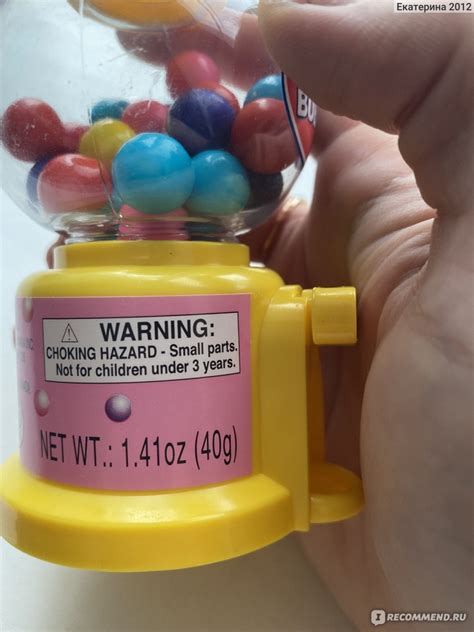 Екатерина 2012
WARNING:
CHOKING HAZARD - Small parts.
Not for children under 3 years.
NET WT.: 1.41oz (40g)
I RECOMMEND.RU